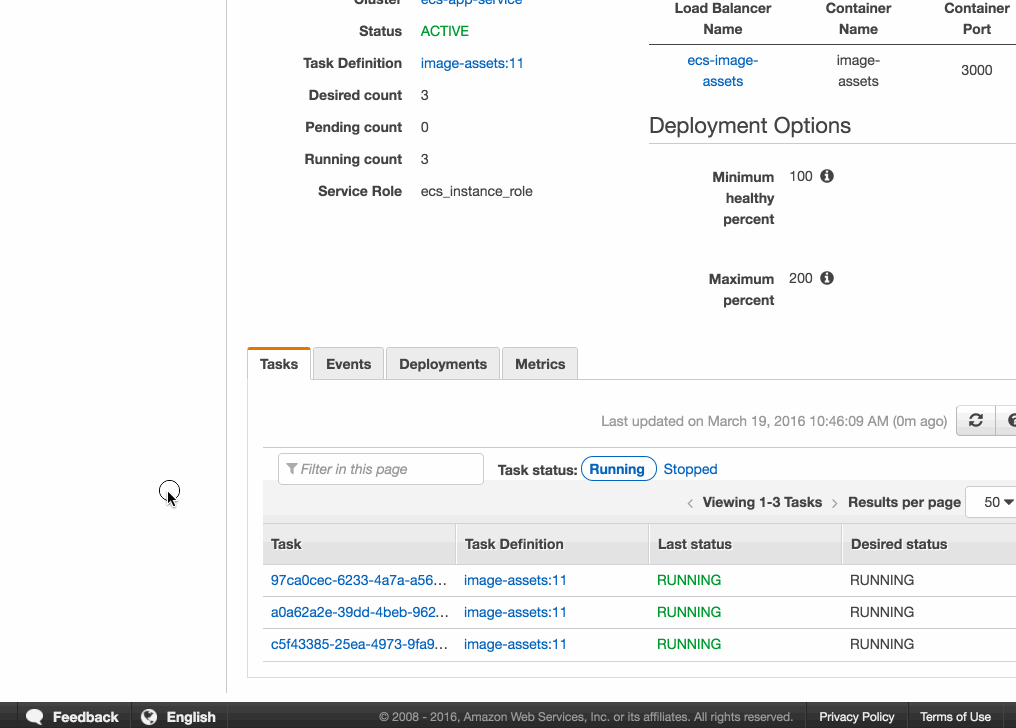 Cluster ecs-app-service
Status ACTIVE
Task Definition image-assets:11
Desired count 3
Pending count 0
Running count 3
Service Role ecs_instance_role
Load Balancer Name
Container Name
Container Port
ecs-image-assets
image-assets
3000
Deployment Options
Minimum healthy percent 100
Maximum percent 200
Tasks Events Deployments Metrics
Last updated on March 19, 2016 10:46:09 AM (0m ago)
Filter in this page Task status: Running Stopped
Viewing 1-3 Tasks Results per page 50
Task Task Definition Last status Desired status
97ca0cec-6233-4a7a-a56... image-assets:11 RUNNING RUNNING
a0a62a2e-39dd-4beb-962... image-assets:11 RUNNING RUNNING
c5f43385-25ea-4973-9fa9... image-assets:11 RUNNING RUNNING
Feedback English © 2008 - 2016, Amazon Web Services, Inc. or its affiliates. All rights reserved. Privacy Policy Terms of Use